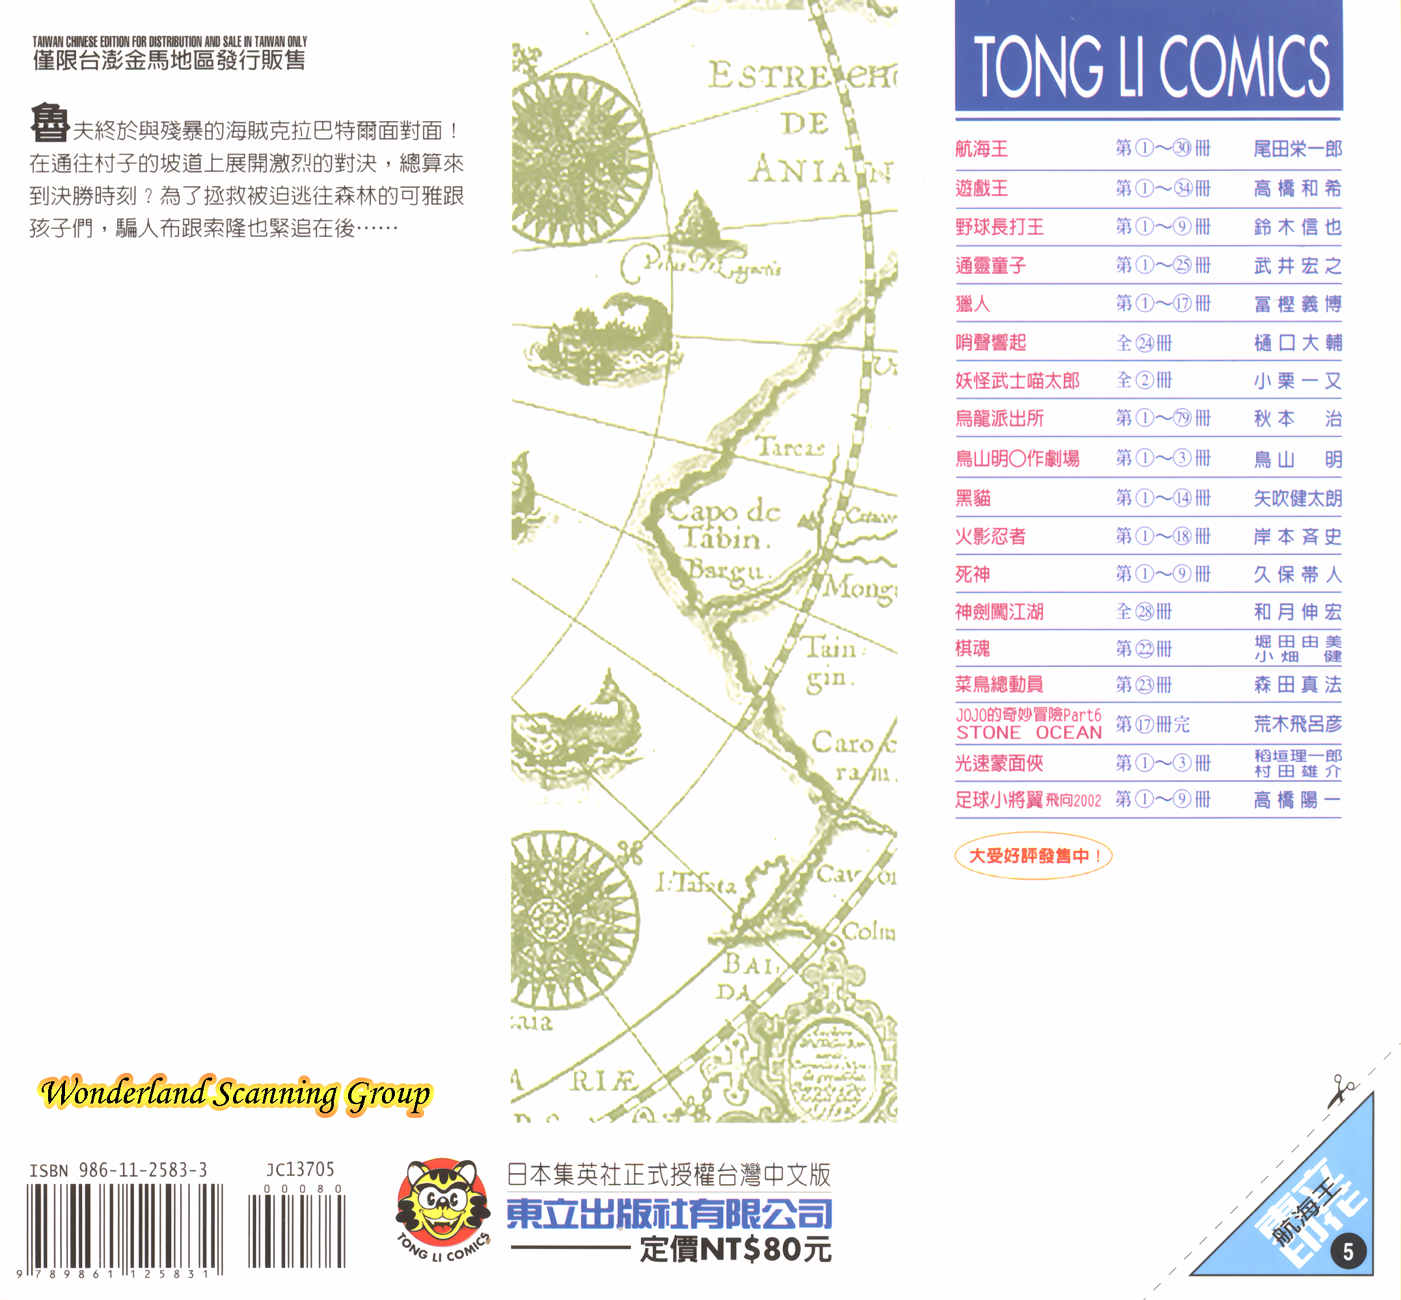 TAIWAN CHINESE EDITION FOR DISTRIBUTION AND SALE IN TAIWAN ONLY
僅限台澎金馬地區發行販售
魯夫終於與殘暴的海賊克拉巴特爾面對面！
在通往村子的坡道上展開激烈的對決，總算來
到決勝時刻？為了拯救被迫逃往森林的可雅跟
孩子們，騙人布跟索隆也緊追在後……
ESTRECHO
DE
ANIAN
Tarcas
Capo de
Tabin.
Bargu.
Mong
Tain
gin.
Caro c
ram.
I:Tafata
Cavo
Colm
BAI,
DA
RIÆ
TONG LI COMICS
航海王 第①～㉚冊 尾田栄一郎
遊戲王 第①～㉞冊 高橋和希
野球長打王 第①～⑨冊 鈴木信也
通靈童子 第①～㉕冊 武井宏之
獵人 第①～⑰冊 冨樫義博
哨聲響起 全㉔冊 樋口大輔
妖怪武士喵太郎 全②冊 小栗一又
烏龍派出所 第①～79冊 秋本 治
鳥山明〇作劇場 第①～③冊 鳥山 明
黑貓 第①～⑭冊 矢吹健太朗
火影忍者 第①～⑱冊 岸本斉史
死神 第①～⑨冊 久保帯人
神劍闖江湖 全㉘冊 和月伸宏
棋魂 第㉒冊 堀田由美
小畑 健
菜鳥總動員 第㉓冊 森田真法
JOJO的奇妙冒險Part6
STONE OCEAN 第⑰冊完 荒木飛呂彦
光速蒙面俠 第①～③冊 稻垣理一郎
村田雄介
足球小將翼 飛向2002 第①～⑨冊 高橋陽一
大受好評發售中！
Wonderland Scanning Group
ISBN 986-11-2583-3
9 789861 125831
JC13705
00080
TONG LI COMICS
日本集英社正式授權台灣中文版
東立出版社有限公司
定價NT$80元
東立
印花
航海王
5